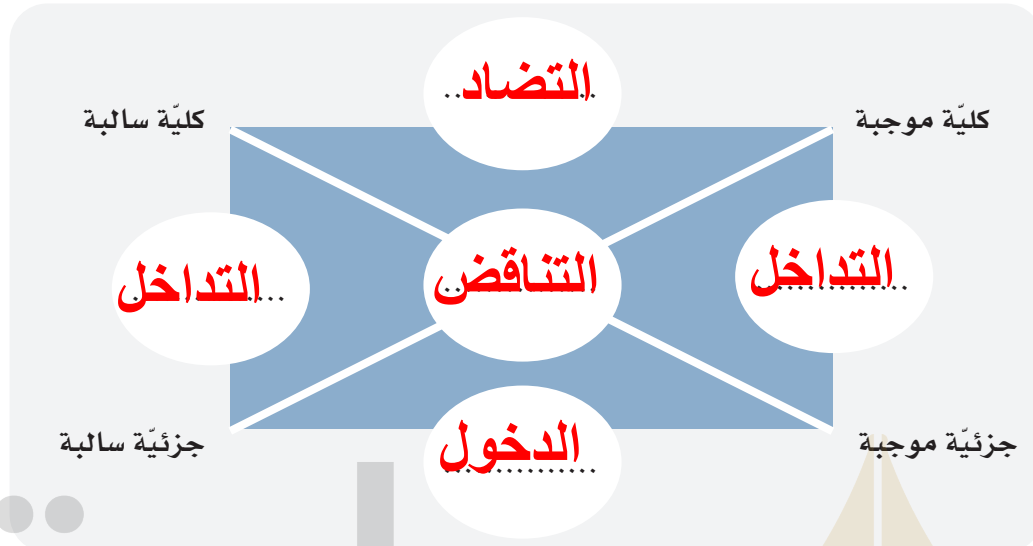 التضاد
كليّة موجبة
كليّة سالبة
التداخل
التناقض
التداخل
جزئيّة موجبة
الدخول
جزئيّة سالبة